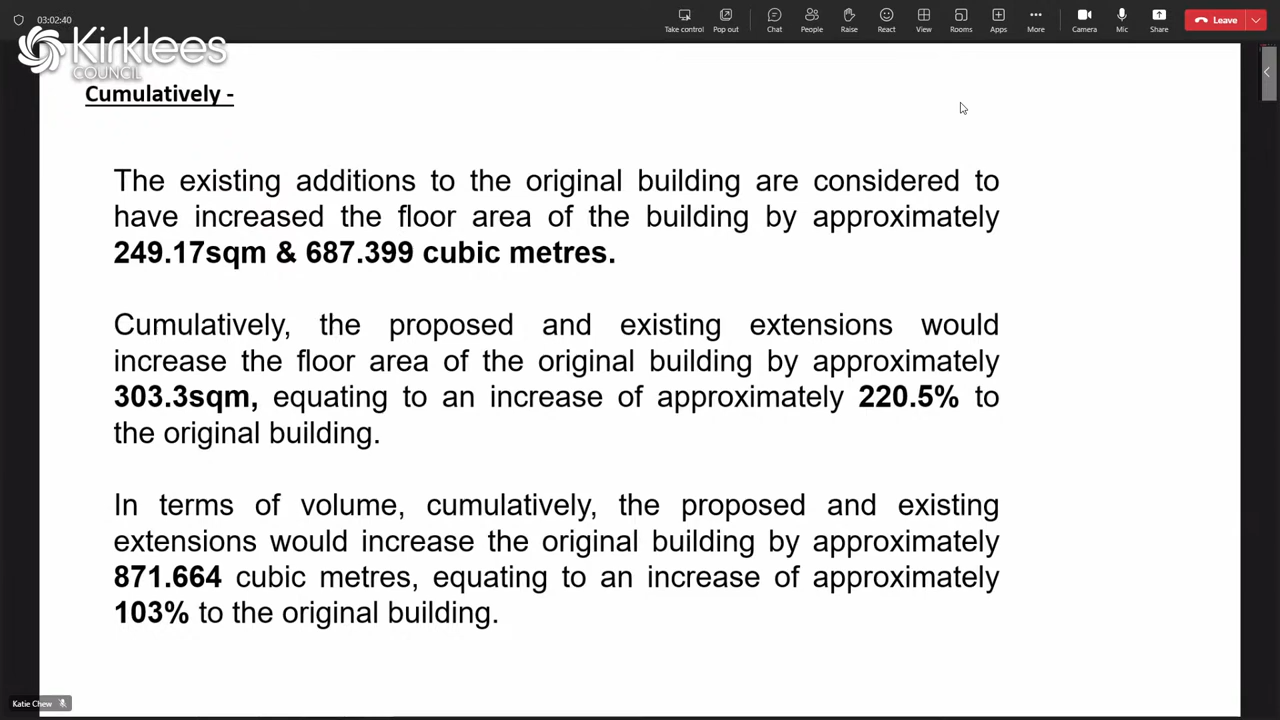 03:02:40
Take control
Pop out
Chat
People
Raise
React
View
Rooms
Apps
More
Camera
Mic
Share
Leave
Kirklees
COUNCIL
Cumulatively -
The existing additions to the original building are considered to
have increased the floor area of the building by approximately
249.17sqm & 687.399 cubic metres.
Cumulatively, the proposed and existing extensions would
increase the floor area of the original building by approximately
303.3sqm, equating to an increase of approximately 220.5% to
the original building.
In terms of volume, cumulatively, the proposed and existing
extensions would increase the original building by approximately
871.664 cubic metres, equating to an increase of approximately
103% to the original building.
Katie Chew